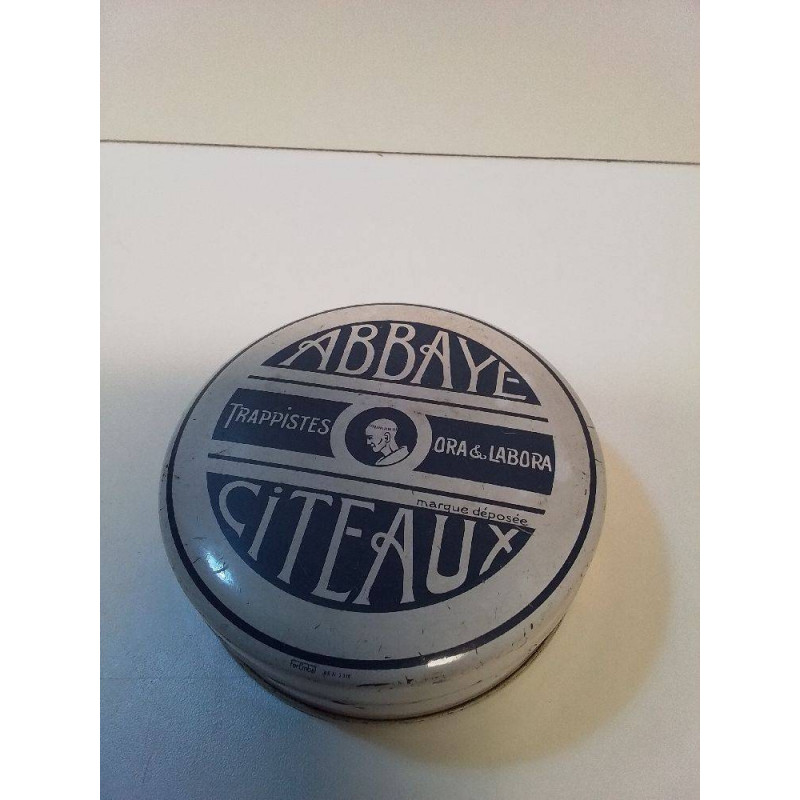 ABBAYE
TRAPPISTES ORA & LABORA
marque déposée
CITEAUX